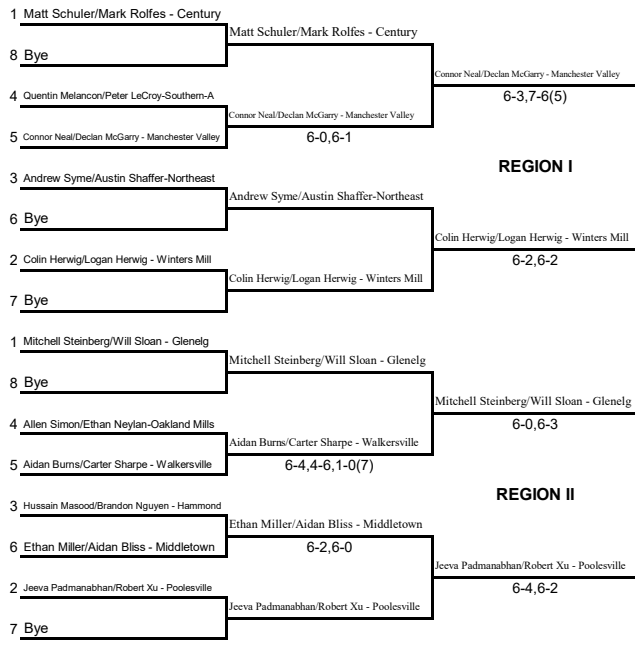 1 Matt Schuler/Mark Rolfes - Century
Matt Schuler/Mark Rolfes - Century
8 Bye
Connor Neal/Declan McGarry - Manchester Valley
6-3,7-6(5)
4 Quentin Melancon/Peter LeCroy-Southern-A
Connor Neal/Declan McGarry - Manchester Valley
5 Connor Neal/Declan McGarry - Manchester Valley
6-0,6-1
REGION I
3 Andrew Syme/Austin Shaffer-Northeast
Andrew Syme/Austin Shaffer-Northeast
6 Bye
Colin Herwig/Logan Herwig - Winters Mill
6-2,6-2
2 Colin Herwig/Logan Herwig - Winters Mill
Colin Herwig/Logan Herwig - Winters Mill
7 Bye
1 Mitchell Steinberg/Will Sloan - Glenelg
Mitchell Steinberg/Will Sloan - Glenelg
8 Bye
Mitchell Steinberg/Will Sloan - Glenelg
6-0,6-3
4 Allen Simon/Ethan Neylan-Oakland Mills
Aidan Burns/Carter Sharpe - Walkersville
5 Aidan Burns/Carter Sharpe - Walkersville
6-4,4-6,1-0(7)
REGION II
3 Hussain Masood/Brandon Nguyen - Hammond
Ethan Miller/Aidan Bliss - Middletown
6 Ethan Miller/Aidan Bliss - Middletown
6-2,6-0
Jeeva Padmanabhan/Robert Xu - Poolesville
6-4,6-2
2 Jeeva Padmanabhan/Robert Xu - Poolesville
Jeeva Padmanabhan/Robert Xu - Poolesville
7 Bye